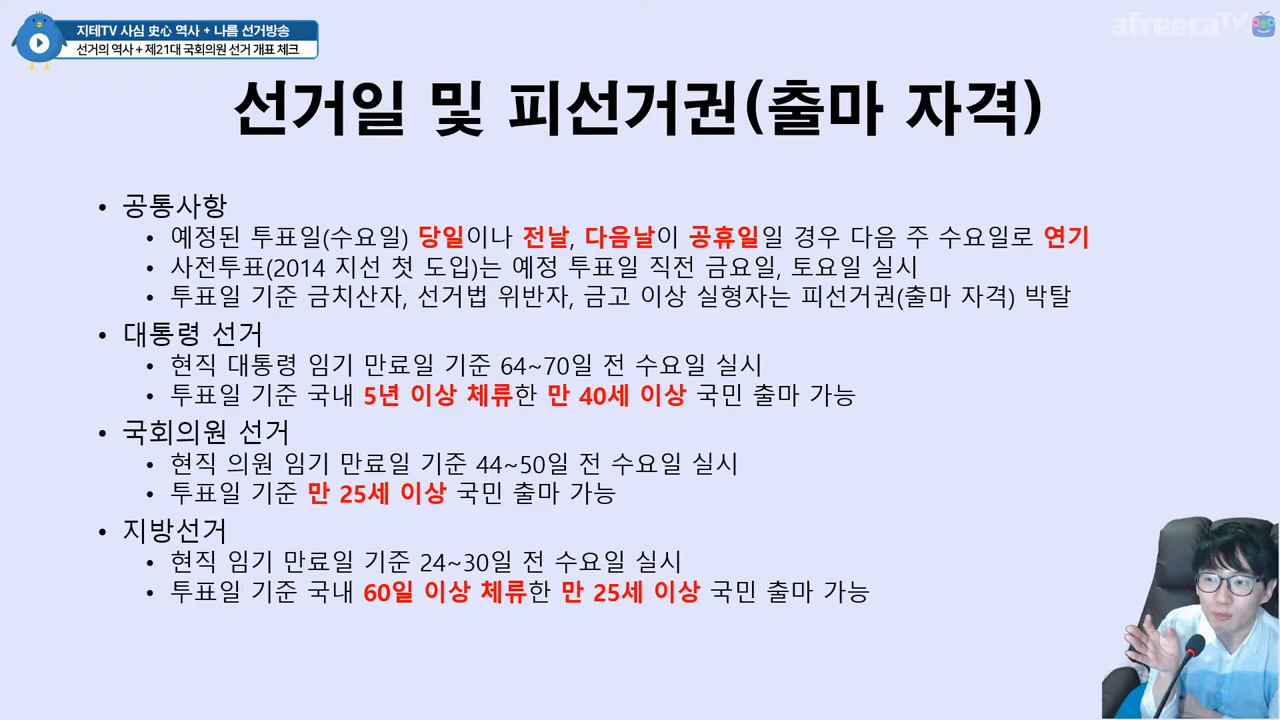 지테TV 사심 史心 역사 + 나름 선거방송
선거의 역사 + 제21대 국회의원 선거 개표 체크
afreecaTV
선거일 및 피선거권(출마 자격)
• 공통사항
• 예정된 투표일(수요일) 당일이나 전날, 다음날이 공휴일일 경우 다음 주 수요일로 연기
• 사전투표(2014 지선 첫 도입)는 예정 투표일 직전 금요일, 토요일 실시
• 투표일 기준 금치산자, 선거법 위반자, 금고 이상 실형자는 피선거권(출마 자격) 박탈
• 대통령 선거
• 현직 대통령 임기 만료일 기준 64~70일 전 수요일 실시
• 투표일 기준 국내 5년 이상 체류한 만 40세 이상 국민 출마 가능
• 국회의원 선거
• 현직 의원 임기 만료일 기준 44~50일 전 수요일 실시
• 투표일 기준 만 25세 이상 국민 출마 가능
• 지방선거
• 현직 임기 만료일 기준 24~30일 전 수요일 실시
• 투표일 기준 국내 60일 이상 체류한 만 25세 이상 국민 출마 가능